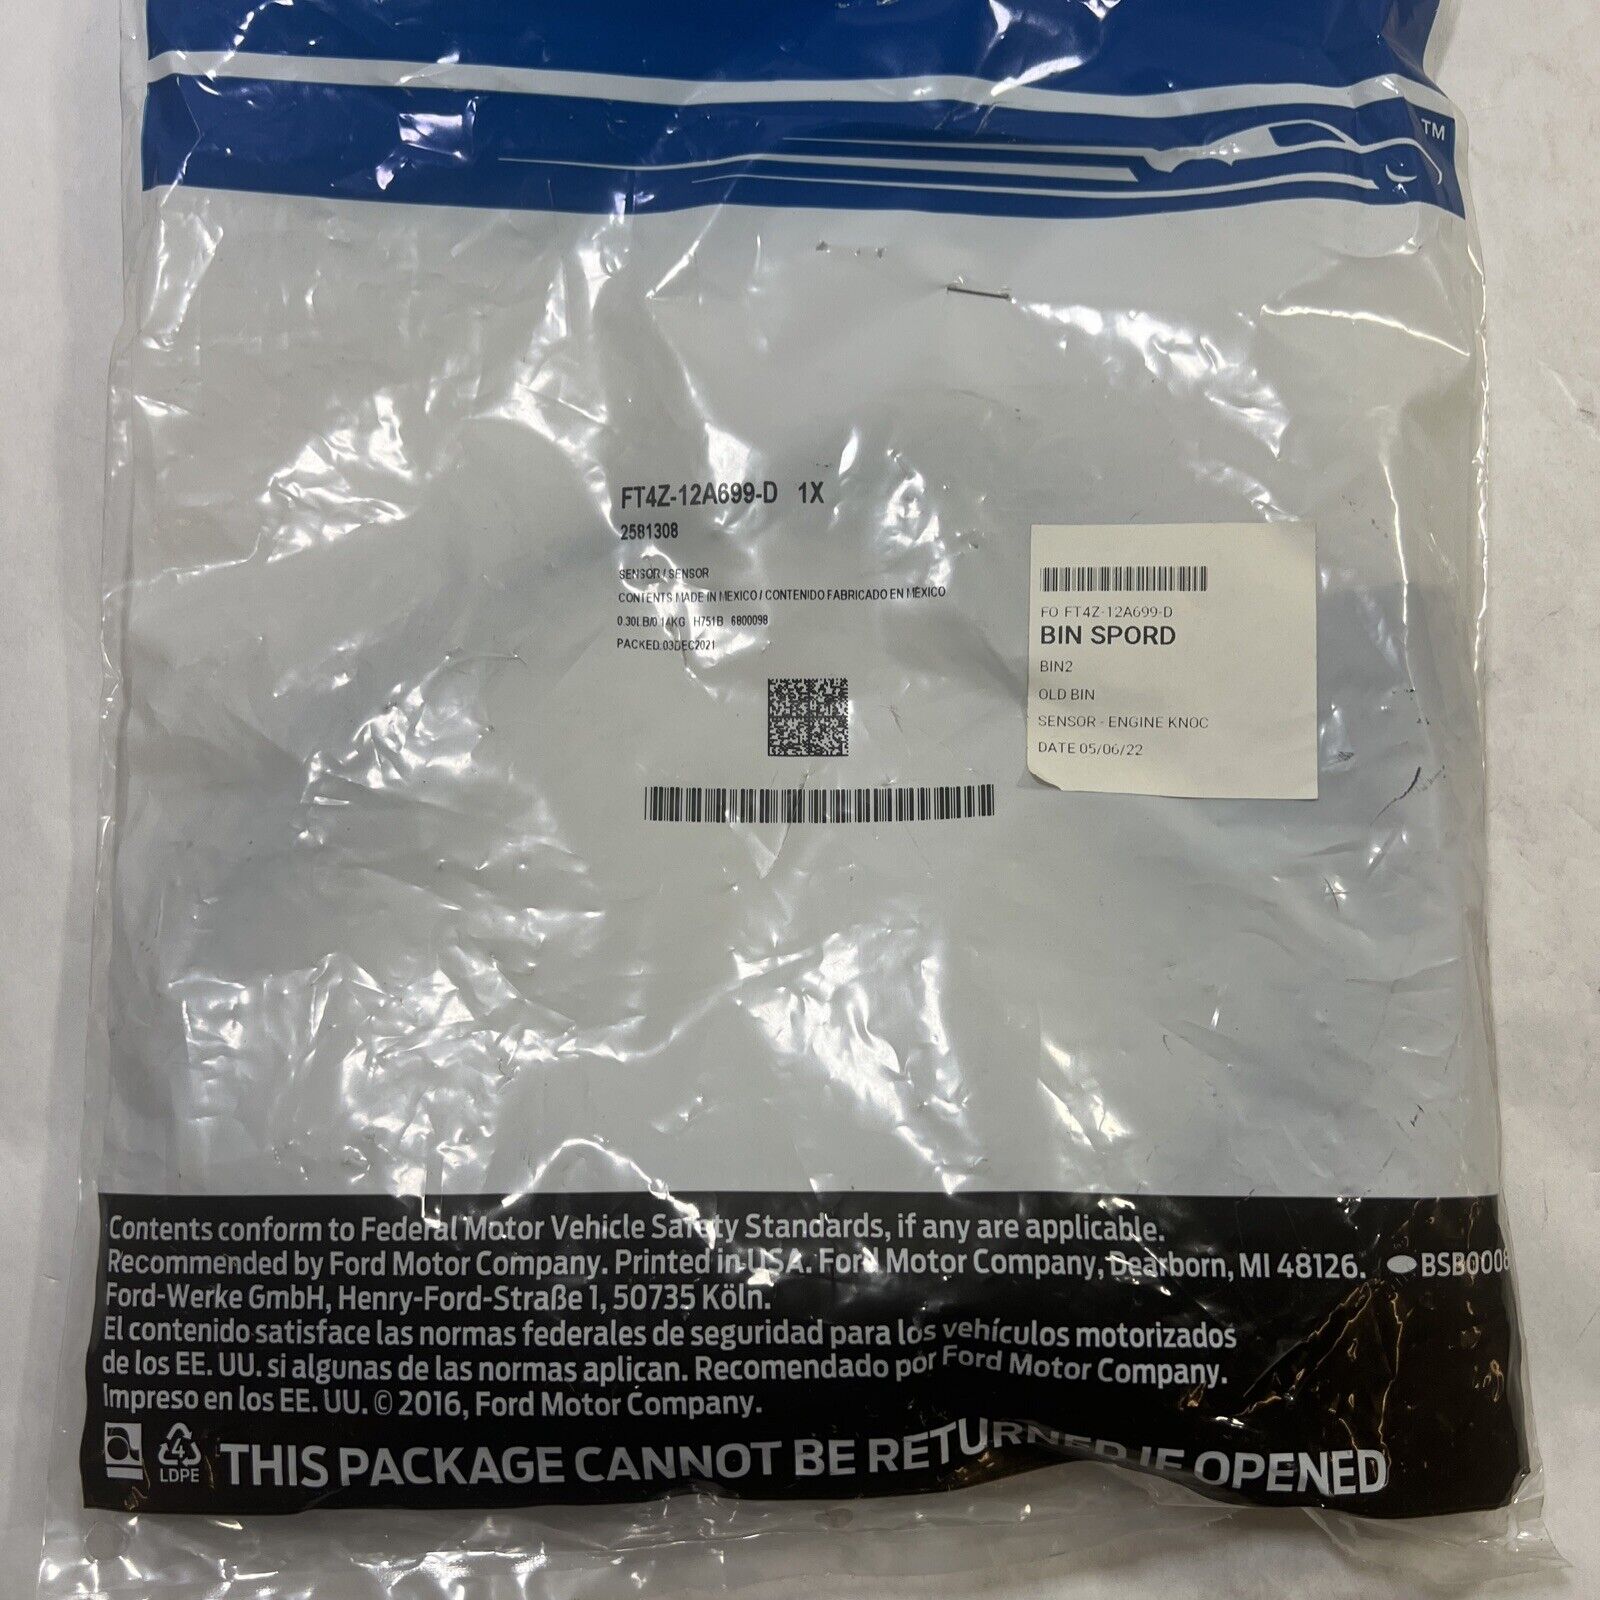 TM
FT4Z-12A699-D 1X
2581308
SENSOR / SENSOR
CONTENTS MADE IN MEXICO / CONTENIDO FABRICADO EN MÉXICO
0.30LB/0.14KG H751B 6800098
PACKED:03DEC2021
FO FT4Z-12A699-D
BIN SPORD
BIN2
OLD BIN
SENSOR - ENGINE KNOC
DATE 05/06/22
Contents conform to Federal Motor Vehicle Safety Standards, if any are applicable.
Recommended by Ford Motor Company. Printed in USA. Ford Motor Company, Dearborn, MI 48126. BSB0008
Ford-Werke GmbH, Henry-Ford-Straße 1, 50735 Köln.
El contenido satisface las normas federales de seguridad para los vehículos motorizados
de los EE. UU. si algunas de las normas aplican. Recomendado por Ford Motor Company.
Impreso en los EE. UU. © 2016, Ford Motor Company.
4
LDPE
THIS PACKAGE CANNOT BE RETURNED IF OPENED